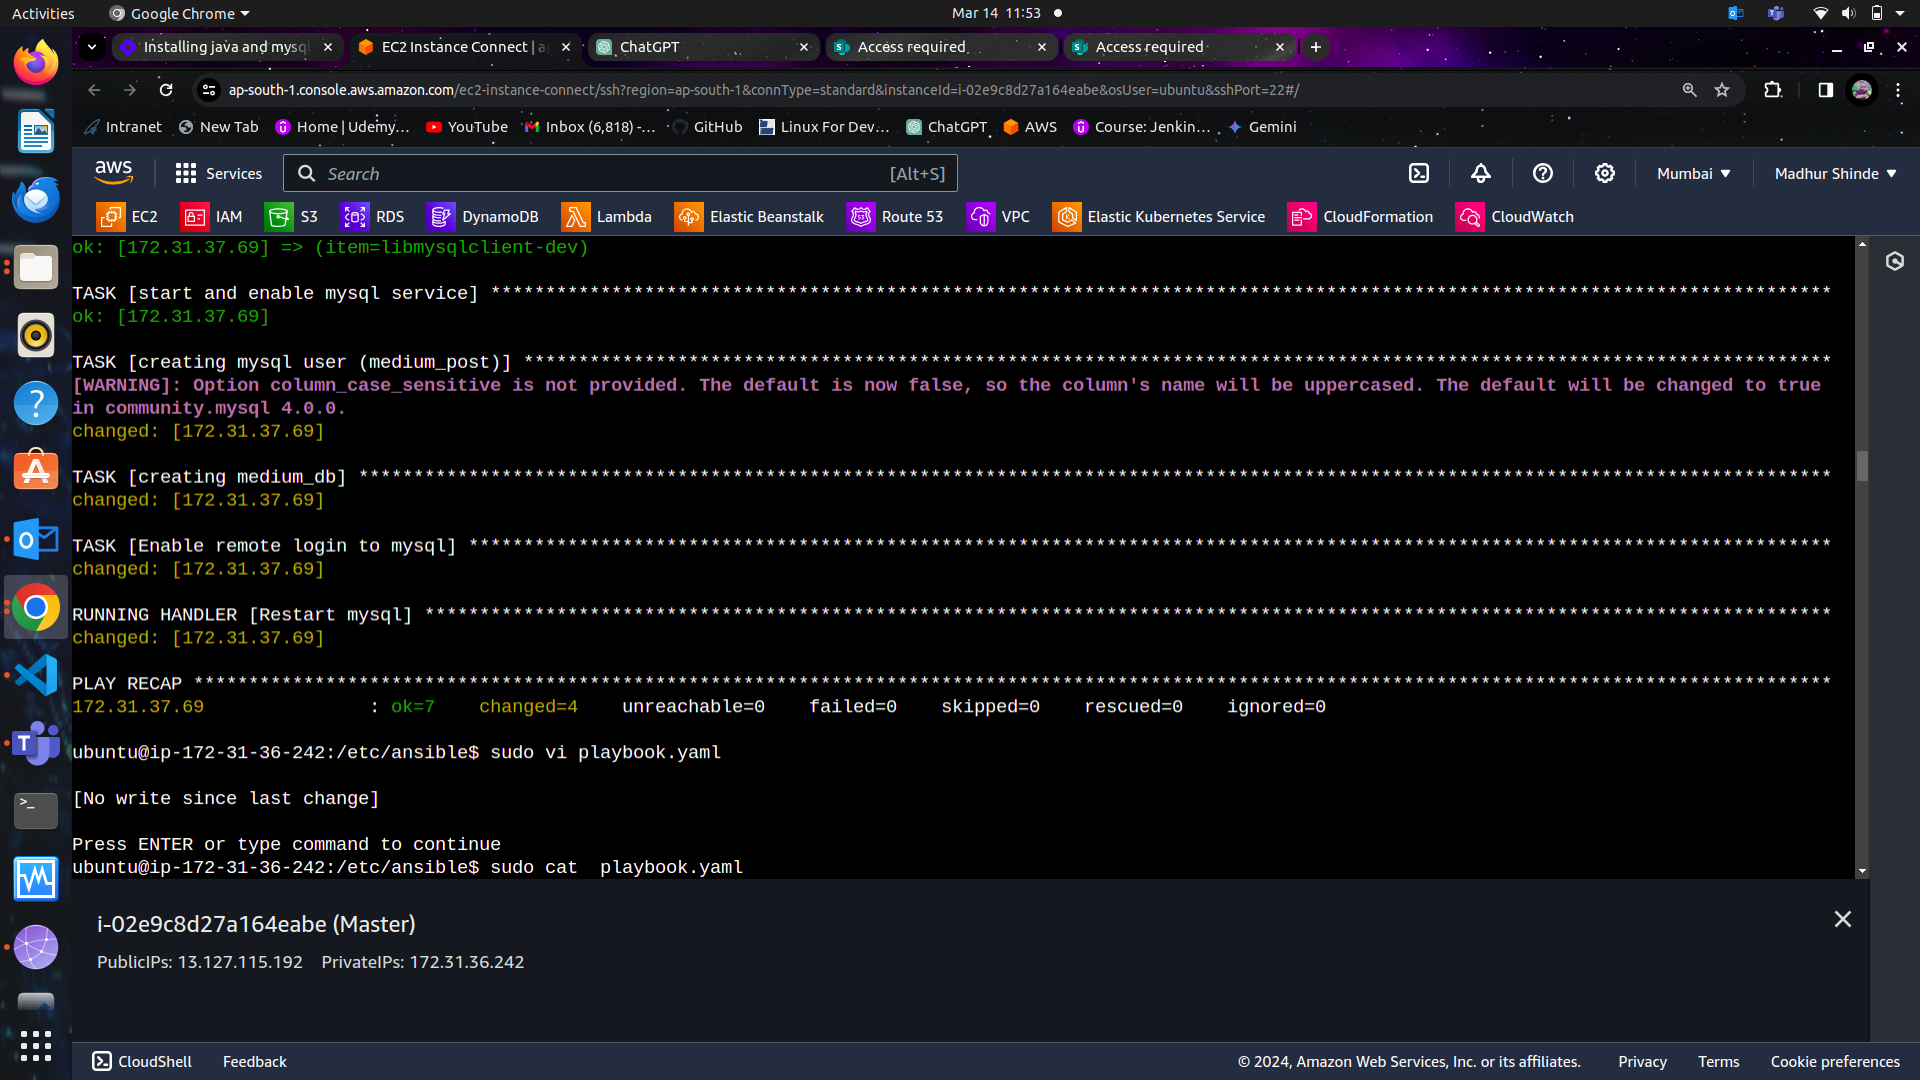 Activities
Google Chrome
Mar 14 11:53
Installing java and mysql
EC2 Instance Connect | a
ChatGPT
Access required
Access required
ap-south-1.console.aws.amazon.com/ec2-instance-connect/ssh?region=ap-south-1&connType=standard&instanceId=i-02e9c8d27a164eabe&osUser=ubuntu&sshPort=22#/
Intranet
New Tab
Home | Udemy…
YouTube
Inbox (6,818) -…
GitHub
Linux For Dev…
ChatGPT
AWS
Course: Jenkin…
Gemini
aws
Services
Search
[Alt+S]
Mumbai
Madhur Shinde
EC2
IAM
S3
RDS
DynamoDB
Lambda
Elastic Beanstalk
Route 53
VPC
Elastic Kubernetes Service
CloudFormation
CloudWatch
ok: [172.31.37.69] => (item=libmysqlclient-dev)
TASK [start and enable mysql service] **************************************************************************************************************************
ok: [172.31.37.69]
TASK [creating mysql user (medium_post)] ***********************************************************************************************************************
[WARNING]: Option column_case_sensitive is not provided. The default is now false, so the column's name will be uppercased. The default will be changed to true
in community.mysql 4.0.0.
changed: [172.31.37.69]
TASK [creating medium_db] **************************************************************************************************************************************
changed: [172.31.37.69]
TASK [Enable remote login to mysql] ****************************************************************************************************************************
changed: [172.31.37.69]
RUNNING HANDLER [Restart mysql] ********************************************************************************************************************************
changed: [172.31.37.69]
PLAY RECAP *****************************************************************************************************************************************************
172.31.37.69 : ok=7 changed=4 unreachable=0 failed=0 skipped=0 rescued=0 ignored=0
ubuntu@ip-172-31-36-242:/etc/ansible$ sudo vi playbook.yaml
[No write since last change]
Press ENTER or type command to continue
ubuntu@ip-172-31-36-242:/etc/ansible$ sudo cat  playbook.yaml
i-02e9c8d27a164eabe (Master)
PublicIPs: 13.127.115.192 PrivateIPs: 172.31.36.242
CloudShell
Feedback
© 2024, Amazon Web Services, Inc. or its affiliates.
Privacy
Terms
Cookie preferences